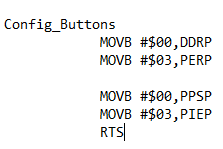 Config_Buttons
MOVB #$00,DDRP
MOVB #$03,PERP
MOVB #$00,PPSP
MOVB #$03,PIEP
RTS